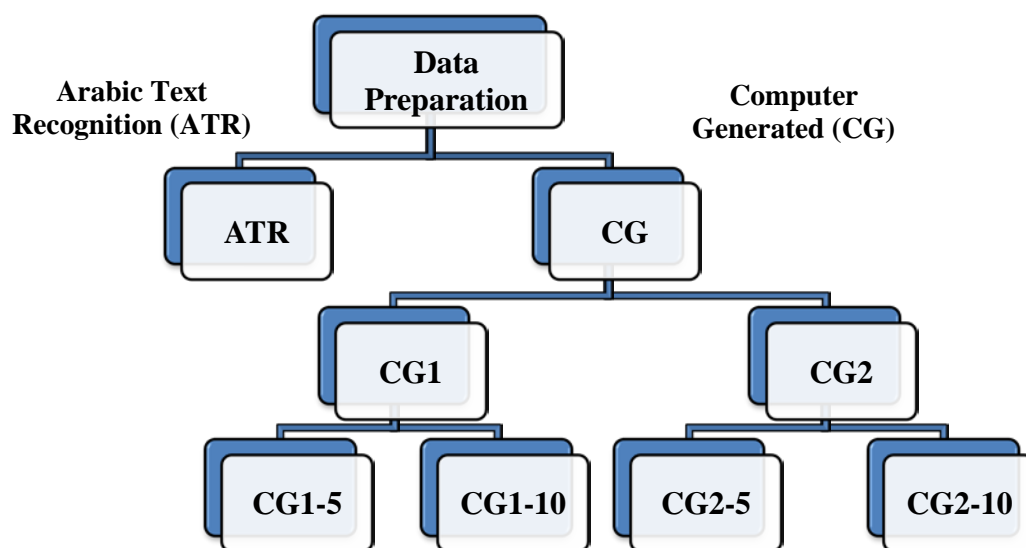 Data
Preparation
Arabic Text
Recognition (ATR)
Computer
Generated (CG)
ATR
CG
CG1
CG2
CG1-5
CG1-10
CG2-5
CG2-10